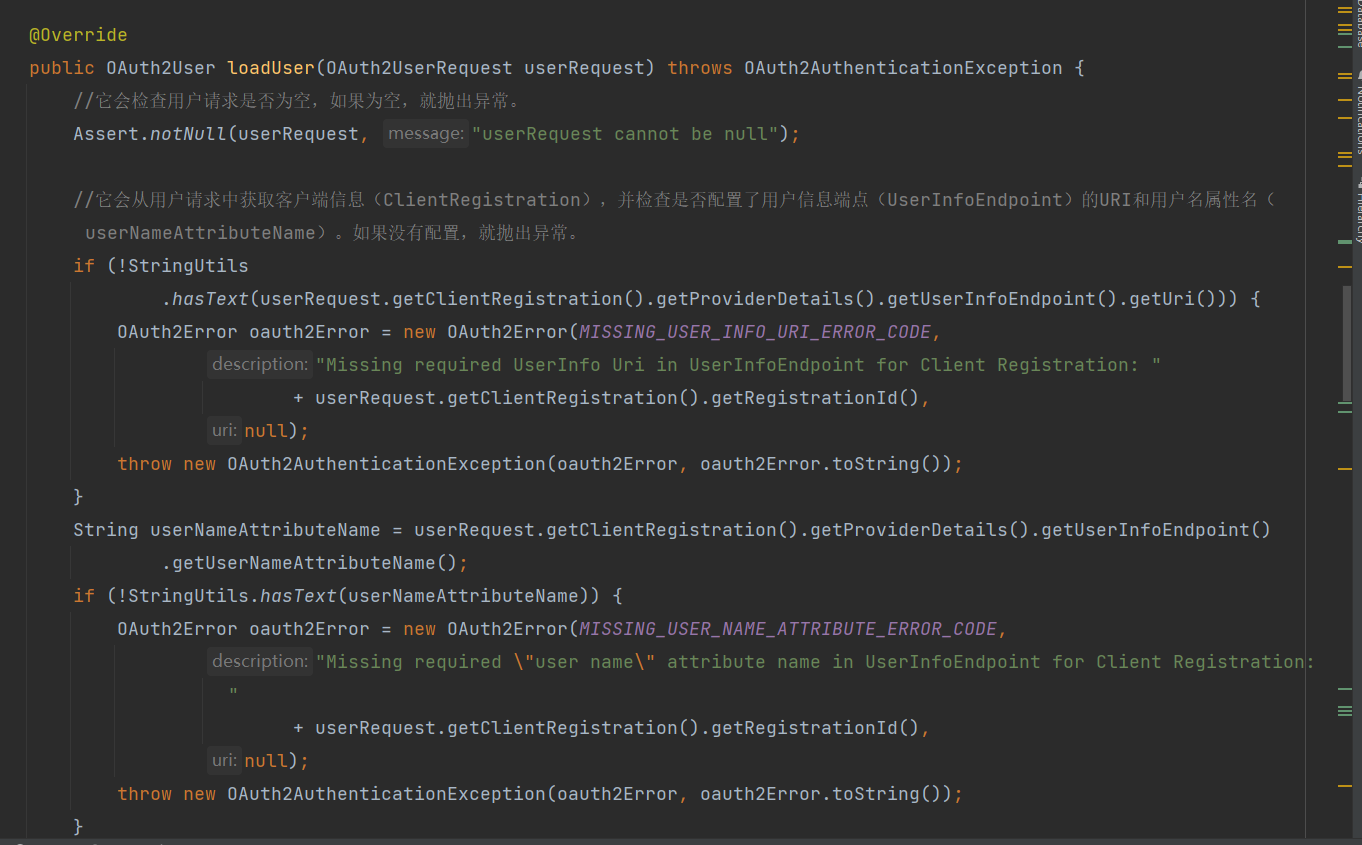 @Override
public OAuth2User loadUser(OAuth2UserRequest userRequest) throws OAuth2AuthenticationException {
//它会检查用户请求是否为空，如果为空，就抛出异常。
Assert.notNull(userRequest, message: "userRequest cannot be null");
//它会从用户请求中获取客户端信息（ClientRegistration），并检查是否配置了用户信息端点（UserInfoEndpoint）的URI和用户名属性名（
userNameAttributeName）。如果没有配置，就抛出异常。
if (!StringUtils
.hasText(userRequest.getClientRegistration().getProviderDetails().getUserInfoEndpoint().getUri())) {
OAuth2Error oauth2Error = new OAuth2Error(MISSING_USER_INFO_URI_ERROR_CODE,
description: "Missing required UserInfo Uri in UserInfoEndpoint for Client Registration: "
+ userRequest.getClientRegistration().getRegistrationId(),
uri: null);
throw new OAuth2AuthenticationException(oauth2Error, oauth2Error.toString());
}
String userNameAttributeName = userRequest.getClientRegistration().getProviderDetails().getUserInfoEndpoint()
.getUserNameAttributeName();
if (!StringUtils.hasText(userNameAttributeName)) {
OAuth2Error oauth2Error = new OAuth2Error(MISSING_USER_NAME_ATTRIBUTE_ERROR_CODE,
description: "Missing required \"user name\" attribute name in UserInfoEndpoint for Client Registration:
"
+ userRequest.getClientRegistration().getRegistrationId(),
uri: null);
throw new OAuth2AuthenticationException(oauth2Error, oauth2Error.toString());
}
Database
Notifications